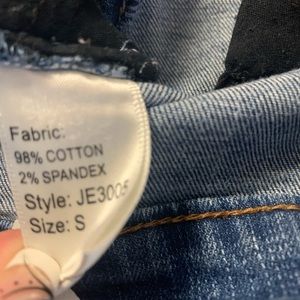 Fabric:
98% COTTON
2% SPANDEX
Style: JE3005
Size: S